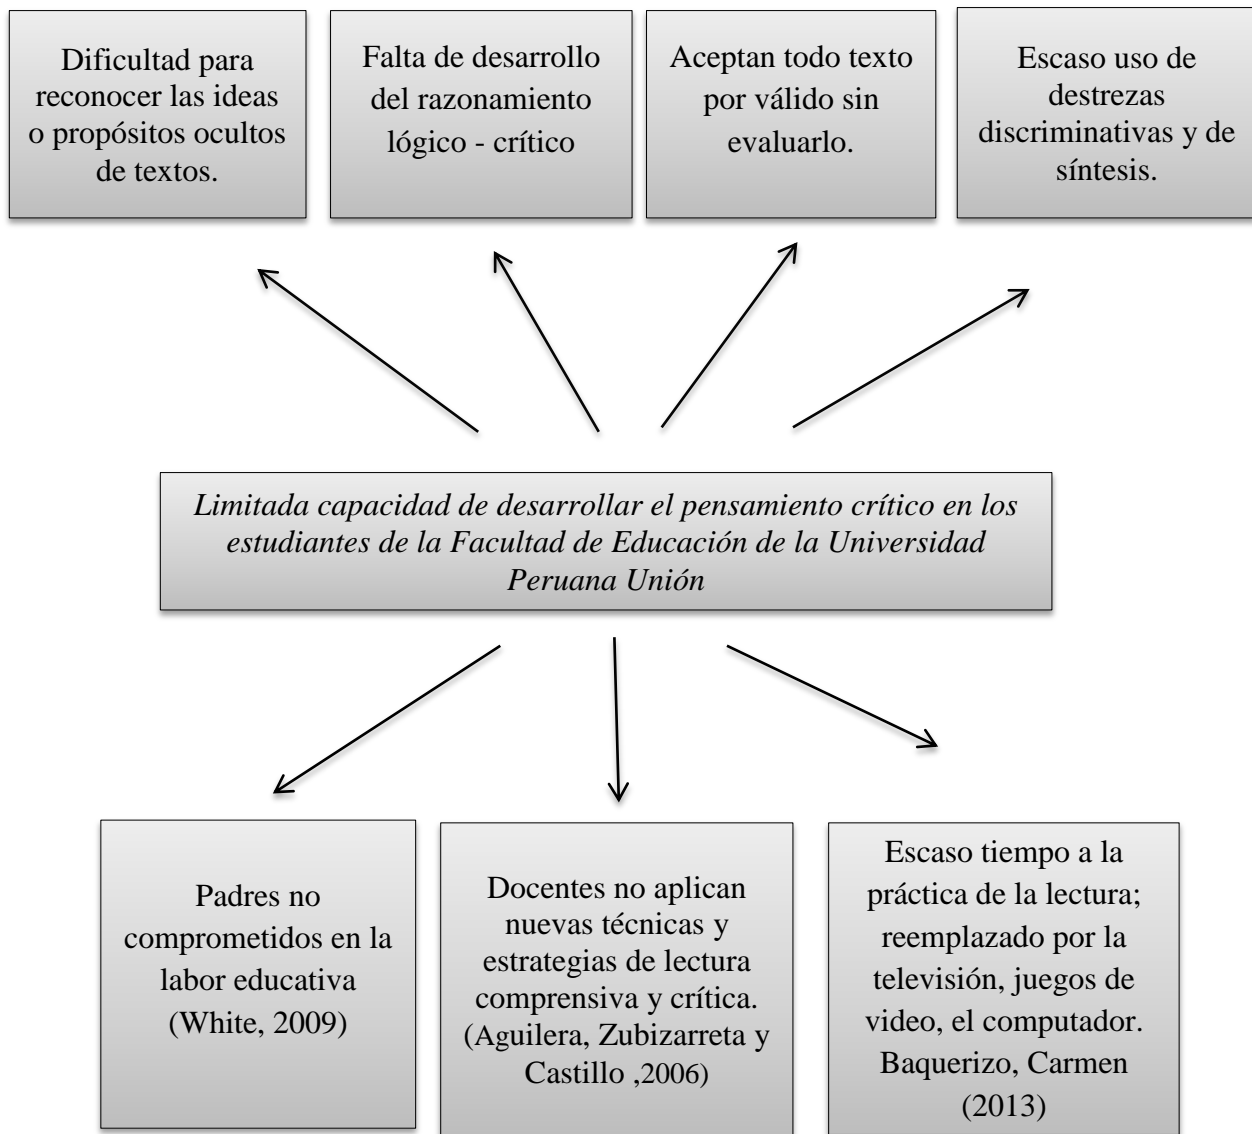 Dificultad para
reconocer las ideas
o propósitos ocultos
de textos.
Falta de desarrollo
del razonamiento
lógico - crítico
Aceptan todo texto
por válido sin
evaluarlo.
Escaso uso de
destrezas
discriminativas y de
síntesis.
Limitada capacidad de desarrollar el pensamiento crítico en los
estudiantes de la Facultad de Educación de la Universidad
Peruana Unión
Padres no
comprometidos en la
labor educativa
(White, 2009)
Docentes no aplican
nuevas técnicas y
estrategias de lectura
comprensiva y crítica.
(Aguilera, Zubizarreta y
Castillo ,2006)
Escaso tiempo a la
práctica de la lectura;
reemplazado por la
televisión, juegos de
video, el computador.
Baquerizo, Carmen
(2013)